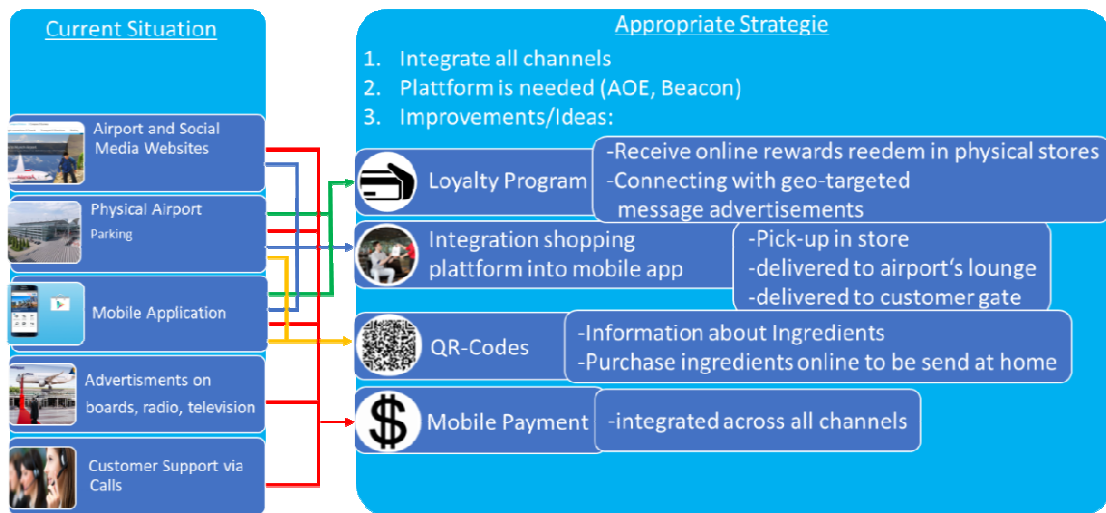 Current Situation
Airport and Social
Media Websites
Physical Airport
Parking
Mobile Application
Advertisments on
boards, radio, television
Customer Support via
Calls
Appropriate Strategie
1. Integrate all channels
2. Plattform is needed (AOE, Beacon)
3. Improvements/Ideas:
Loyalty Program
-Receive online rewards reedem in physical stores
-Connecting with geo-targeted
message advertisements
Integration shopping
plattform into mobile app
-Pick-up in store
-delivered to airport's lounge
-delivered to customer gate
QR-Codes
-Information about Ingredients
-Purchase ingredients online to be send at home
$
Mobile Payment
-integrated across all channels